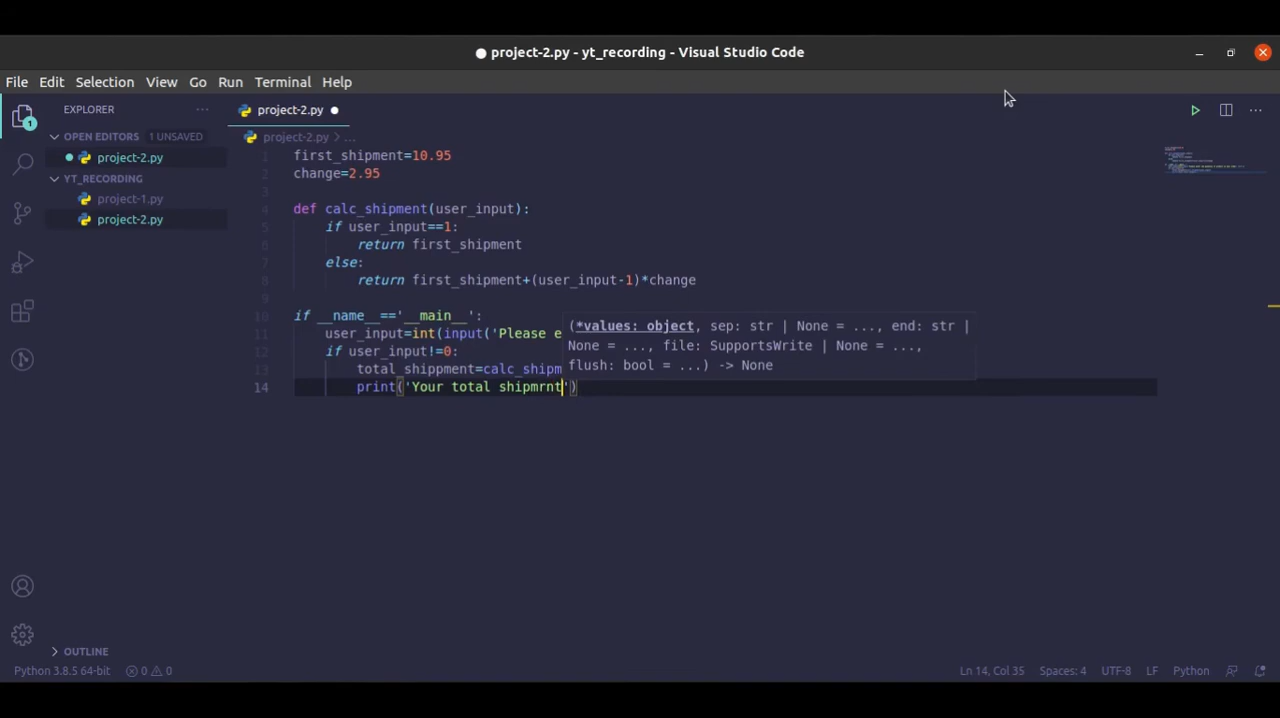 project-2.py - yt_recording - Visual Studio Code
File Edit Selection View Go Run Terminal Help
EXPLORER
project-2.py
OPEN EDITORS 1 UNSAVED
project-2.py > ...
project-2.py
YT_RECORDING
project-1.py
project-2.py
1 first_shipment=10.95
2 change=2.95
3
4 def calc_shipment(user_input):
5 if user_input==1:
6 return first_shipment
7 else:
8 return first_shipment+(user_input-1)*change
9
10 if __name__=='__main__':
11 user_input=int(input('Please e
12 if user_input!=0:
13 total_shippment=calc_shipm
14 print('Your total shipmrnt')
(*values: object, sep: str | None = ..., end: str |
None = ..., file: SupportsWrite | None = ...,
flush: bool = ...) -> None
1
OUTLINE
Python 3.8.5 64-bit 0 0 Ln 14, Col 35 Spaces: 4 UTF-8 LF Python